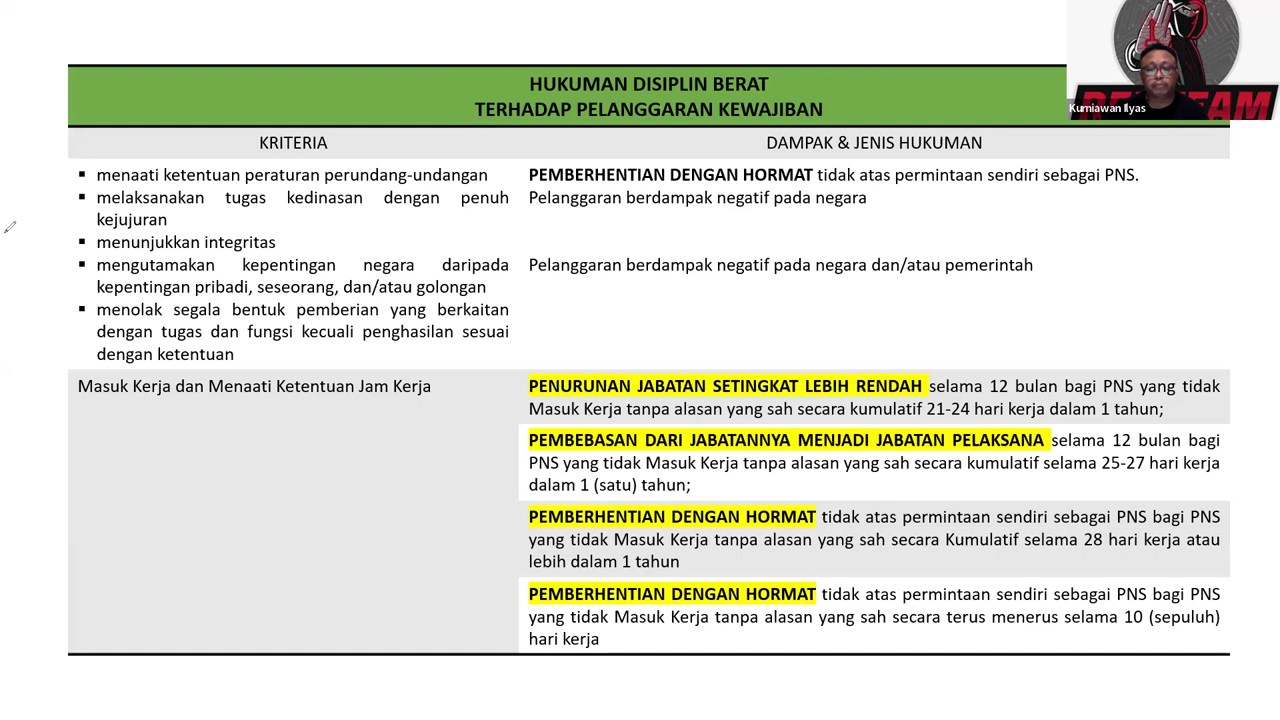 HUKUMAN DISIPLIN BERAT
TERHADAP PELANGGARAN KEWAJIBAN
Kurniawan Ilyas
KRITERIA
DAMPAK & JENIS HUKUMAN
▪ menaati ketentuan peraturan perundang-undangan
▪ melaksanakan tugas kedinasan dengan penuh
kejujuran
▪ menunjukkan integritas
▪ mengutamakan kepentingan negara daripada
kepentingan pribadi, seseorang, dan/atau golongan
▪ menolak segala bentuk pemberian yang berkaitan
dengan tugas dan fungsi kecuali penghasilan sesuai
dengan ketentuan
PEMBERHENTIAN DENGAN HORMAT tidak atas permintaan sendiri sebagai PNS.
Pelanggaran berdampak negatif pada negara
Pelanggaran berdampak negatif pada negara dan/atau pemerintah
Masuk Kerja dan Menaati Ketentuan Jam Kerja
PENURUNAN JABATAN SETINGKAT LEBIH RENDAH selama 12 bulan bagi PNS yang tidak
Masuk Kerja tanpa alasan yang sah secara kumulatif 21-24 hari kerja dalam 1 tahun;
PEMBEBASAN DARI JABATANNYA MENJADI JABATAN PELAKSANA selama 12 bulan bagi
PNS yang tidak Masuk Kerja tanpa alasan yang sah secara kumulatif selama 25-27 hari kerja
dalam 1 (satu) tahun;
PEMBERHENTIAN DENGAN HORMAT tidak atas permintaan sendiri sebagai PNS bagi PNS
yang tidak Masuk Kerja tanpa alasan yang sah secara Kumulatif selama 28 hari kerja atau
lebih dalam 1 tahun
PEMBERHENTIAN DENGAN HORMAT tidak atas permintaan sendiri sebagai PNS bagi PNS
yang tidak Masuk Kerja tanpa alasan yang sah secara terus menerus selama 10 (sepuluh)
hari kerja